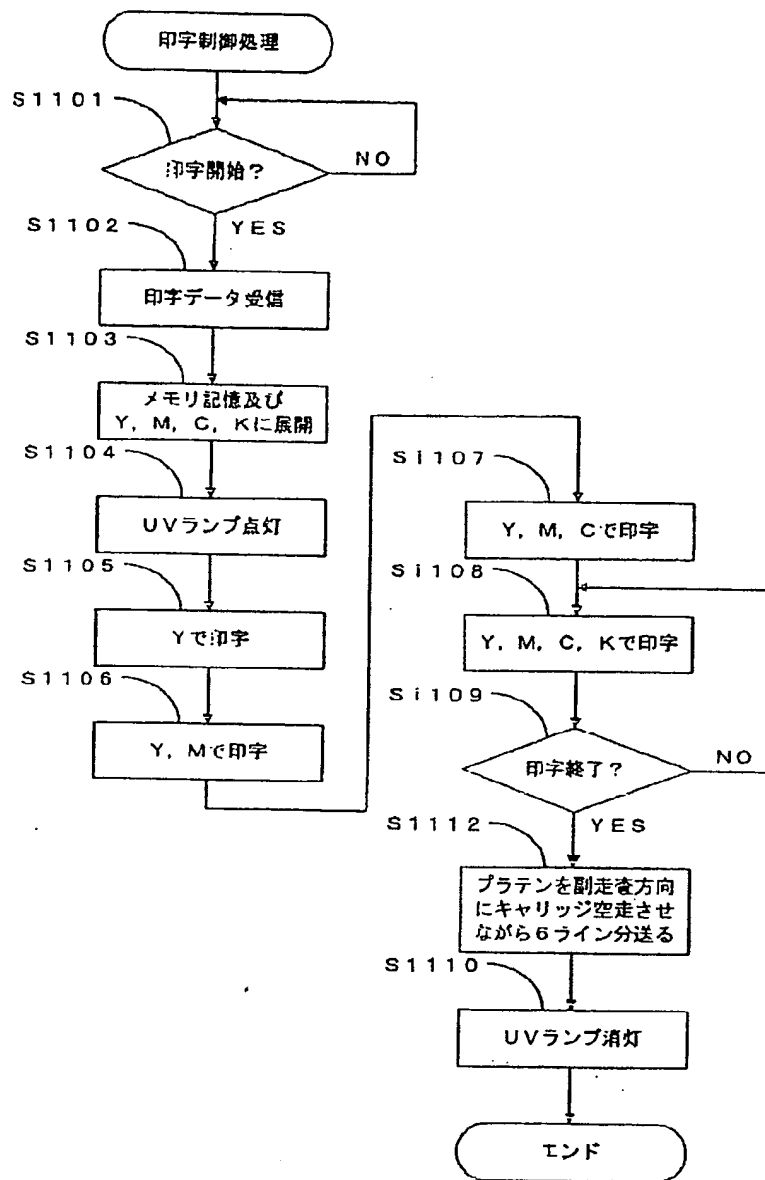 印字制御処理
S1101
印字開始?
NO
YES
S1102
印字データ受信
S1103
メモリ記憶及び
Y, M, C, Kに展開
S1104
UVランプ点灯
S1105
Yで印字
S1106
Y, Mで印字
S1107
Y, M, Cで印字
S1108
Y, M, C, Kで印字
S1109
印字終了?
NO
YES
S1112
プラテンを副走査方向
にキャリッジ空走させ
ながら6ライン分送る
S1110
UVランプ消灯
エンド